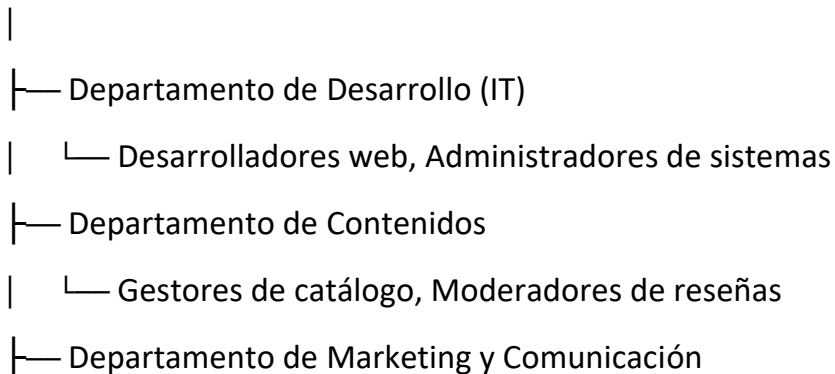 │
├── Departamento de Desarrollo (IT)
│ └── Desarrolladores web, Administradores de sistemas
├── Departamento de Contenidos
│ └── Gestores de catálogo, Moderadores de reseñas
├── Departamento de Marketing y Comunicación